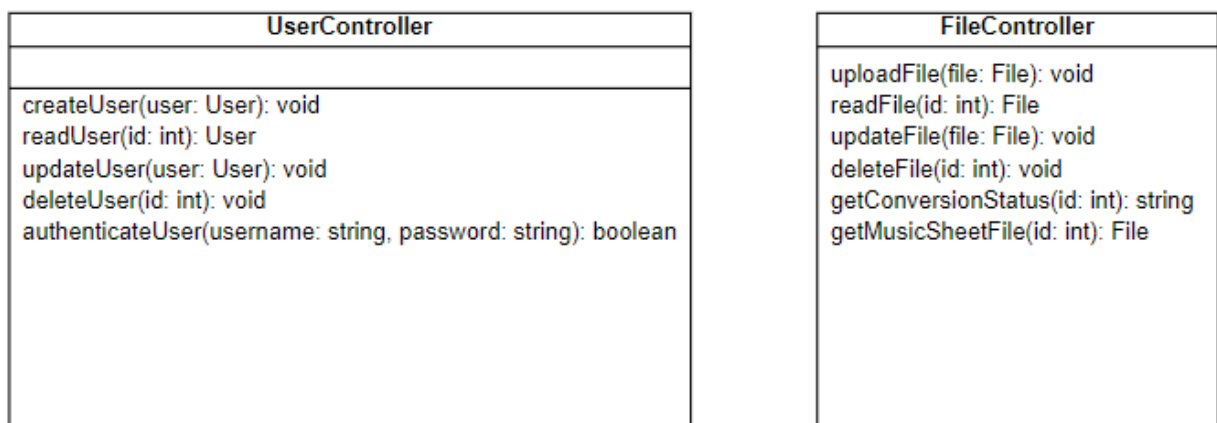 UserController
createUser(user: User): void
readUser(id: int): User
updateUser(user: User): void
deleteUser(id: int): void
authenticateUser(username: string, password: string): boolean
FileController
uploadFile(file: File): void
readFile(id: int): File
updateFile(file: File): void
deleteFile(id: int): void
getConversionStatus(id: int): string
getMusicSheetFile(id: int): File